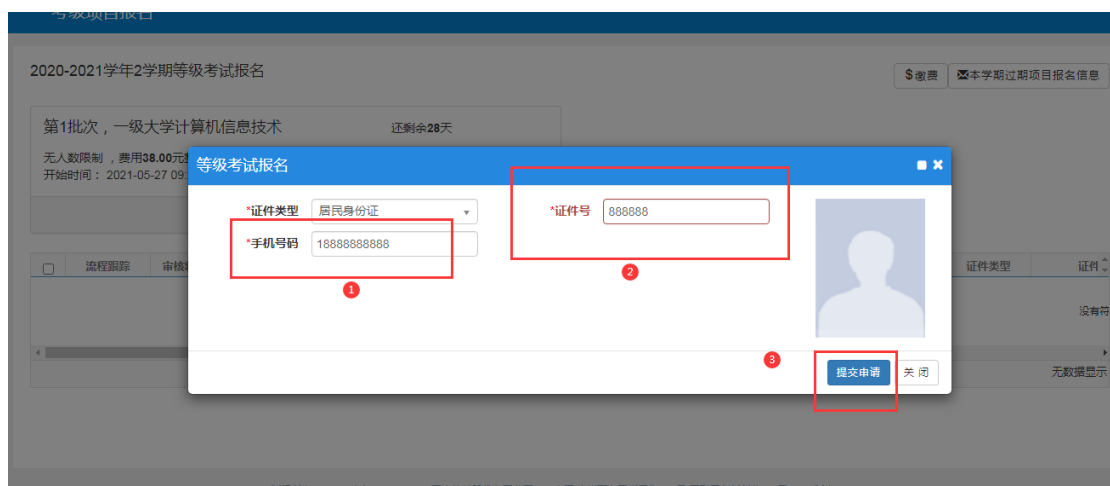 考级项目报名
2020-2021学年2学期等级考试报名
$缴费
本学期过期项目报名信息
第1批次，一级大学计算机信息技术
还剩余28天
无人数限制 ，费用38.00元
开始时间： 2021-05-27 09:
等级考试报名
*证件类型 居民身份证
*证件号 888888
*手机号码 18888888888
1
2
流程跟踪
审核
证件类型
证件
没有符
3
提交申请
关 闭
无数据显示